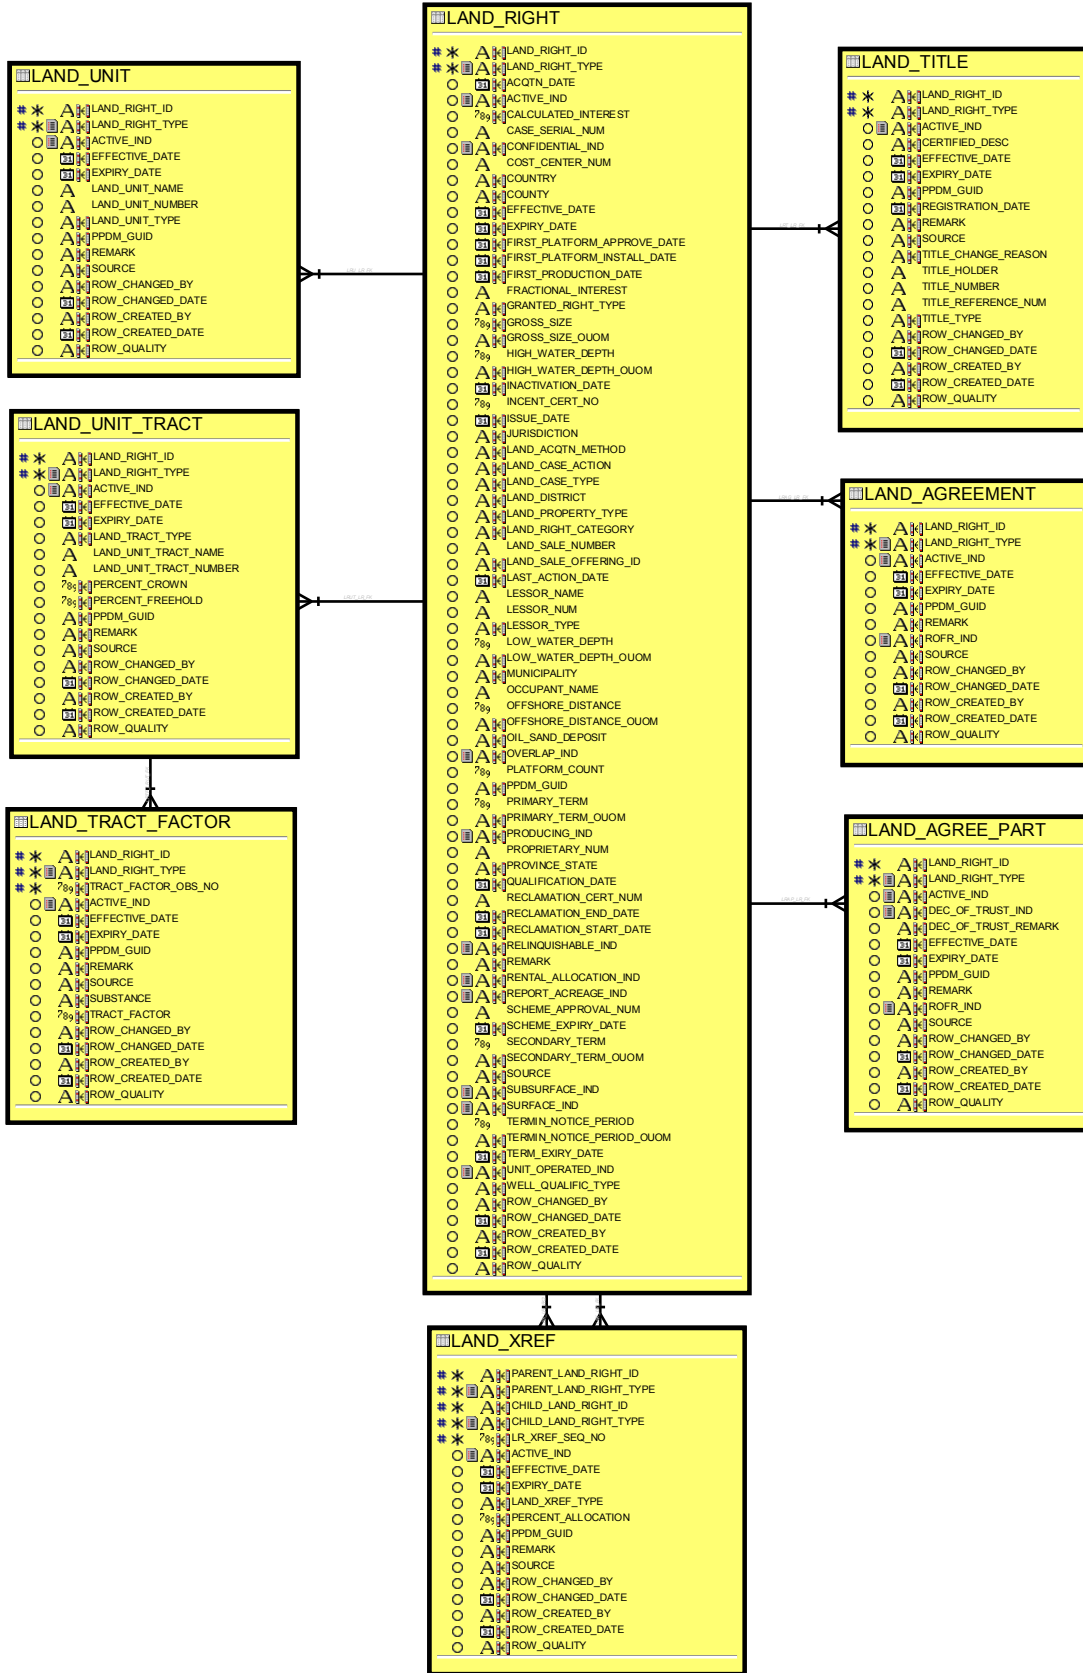 LAND_RIGHT
LAND_RIGHT_ID
LAND_RIGHT_TYPE
ACQTN_DATE
ACTIVE_IND
CALCULATED_INTEREST
CASE_SERIAL_NUM
CONFIDENTIAL_IND
COST_CENTER_NUM
COUNTRY
COUNTY
EFFECTIVE_DATE
EXPIRY_DATE
FIRST_PLATFORM_APPROVE_DATE
FIRST_PLATFORM_INSTALL_DATE
FIRST_PRODUCTION_DATE
FRACTIONAL_INTEREST
GRANTED_RIGHT_TYPE
GROSS_SIZE
GROSS_SIZE_OUOM
HIGH_WATER_DEPTH
HIGH_WATER_DEPTH_OUOM
INACTIVATION_DATE
INCENT_CERT_NO
ISSUE_DATE
JURISDICTION
LAND_ACQTN_METHOD
LAND_CASE_ACTION
LAND_CASE_TYPE
LAND_DISTRICT
LAND_PROPERTY_TYPE
LAND_RIGHT_CATEGORY
LAND_SALE_NUMBER
LAND_SALE_OFFERING_ID
LAST_ACTION_DATE
LESSOR_NAME
LESSOR_NUM
LESSOR_TYPE
LOW_WATER_DEPTH
LOW_WATER_DEPTH_OUOM
MUNICIPALITY
OCCUPANT_NAME
OFFSHORE_DISTANCE
OFFSHORE_DISTANCE_OUOM
OIL_SAND_DEPOSIT
OVERLAP_IND
PLATFORM_COUNT
PPDM_GUID
PRIMARY_TERM
PRIMARY_TERM_OUOM
PRODUCING_IND
PROPRIETARY_NUM
PROVINCE_STATE
QUALIFICATION_DATE
RECLAMATION_CERT_NUM
RECLAMATION_END_DATE
RECLAMATION_START_DATE
RELINQUISHABLE_IND
REMARK
RENTAL_ALLOCATION_IND
REPORT_ACREAGE_IND
SCHEME_APPROVAL_NUM
SCHEME_EXPIRY_DATE
SECONDARY_TERM
SECONDARY_TERM_OUOM
SOURCE
SUBSURFACE_IND
SURFACE_IND
TERMIN_NOTICE_PERIOD
TERMIN_NOTICE_PERIOD_OUOM
TERM_EXIRY_DATE
UNIT_OPERATED_IND
WELL_QUALIFIC_TYPE
ROW_CHANGED_BY
ROW_CHANGED_DATE
ROW_CREATED_BY
ROW_CREATED_DATE
ROW_QUALITY
LAND_UNIT
LAND_RIGHT_ID
LAND_RIGHT_TYPE
ACTIVE_IND
EFFECTIVE_DATE
EXPIRY_DATE
LAND_UNIT_NAME
LAND_UNIT_NUMBER
LAND_UNIT_TYPE
PPDM_GUID
REMARK
SOURCE
ROW_CHANGED_BY
ROW_CHANGED_DATE
ROW_CREATED_BY
ROW_CREATED_DATE
ROW_QUALITY
LAND_UNIT_TRACT
LAND_RIGHT_ID
LAND_RIGHT_TYPE
ACTIVE_IND
EFFECTIVE_DATE
EXPIRY_DATE
LAND_TRACT_TYPE
LAND_UNIT_TRACT_NAME
LAND_UNIT_TRACT_NUMBER
PERCENT_CROWN
PERCENT_FREEHOLD
PPDM_GUID
REMARK
SOURCE
ROW_CHANGED_BY
ROW_CHANGED_DATE
ROW_CREATED_BY
ROW_CREATED_DATE
ROW_QUALITY
LAND_TRACT_FACTOR
LAND_RIGHT_ID
LAND_RIGHT_TYPE
TRACT_FACTOR_OBS_NO
ACTIVE_IND
EFFECTIVE_DATE
EXPIRY_DATE
PPDM_GUID
REMARK
SOURCE
SUBSTANCE
TRACT_FACTOR
ROW_CHANGED_BY
ROW_CHANGED_DATE
ROW_CREATED_BY
ROW_CREATED_DATE
ROW_QUALITY
LAND_TITLE
LAND_RIGHT_ID
LAND_RIGHT_TYPE
ACTIVE_IND
CERTIFIED_DESC
EFFECTIVE_DATE
EXPIRY_DATE
PPDM_GUID
REGISTRATION_DATE
REMARK
SOURCE
TITLE_CHANGE_REASON
TITLE_HOLDER
TITLE_NUMBER
TITLE_REFERENCE_NUM
TITLE_TYPE
ROW_CHANGED_BY
ROW_CHANGED_DATE
ROW_CREATED_BY
ROW_CREATED_DATE
ROW_QUALITY
LAND_AGREEMENT
LAND_RIGHT_ID
LAND_RIGHT_TYPE
ACTIVE_IND
EFFECTIVE_DATE
EXPIRY_DATE
PPDM_GUID
REMARK
ROFR_IND
SOURCE
ROW_CHANGED_BY
ROW_CHANGED_DATE
ROW_CREATED_BY
ROW_CREATED_DATE
ROW_QUALITY
LAND_AGREE_PART
LAND_RIGHT_ID
LAND_RIGHT_TYPE
ACTIVE_IND
DEC_OF_TRUST_IND
DEC_OF_TRUST_REMARK
EFFECTIVE_DATE
EXPIRY_DATE
PPDM_GUID
REMARK
ROFR_IND
SOURCE
ROW_CHANGED_BY
ROW_CHANGED_DATE
ROW_CREATED_BY
ROW_CREATED_DATE
ROW_QUALITY
LAND_XREF
PARENT_LAND_RIGHT_ID
PARENT_LAND_RIGHT_TYPE
CHILD_LAND_RIGHT_ID
CHILD_LAND_RIGHT_TYPE
LR_XREF_SEQ_NO
ACTIVE_IND
EFFECTIVE_DATE
EXPIRY_DATE
LAND_XREF_TYPE
PERCENT_ALLOCATION
PPDM_GUID
REMARK
SOURCE
ROW_CHANGED_BY
ROW_CHANGED_DATE
ROW_CREATED_BY
ROW_CREATED_DATE
ROW_QUALITY